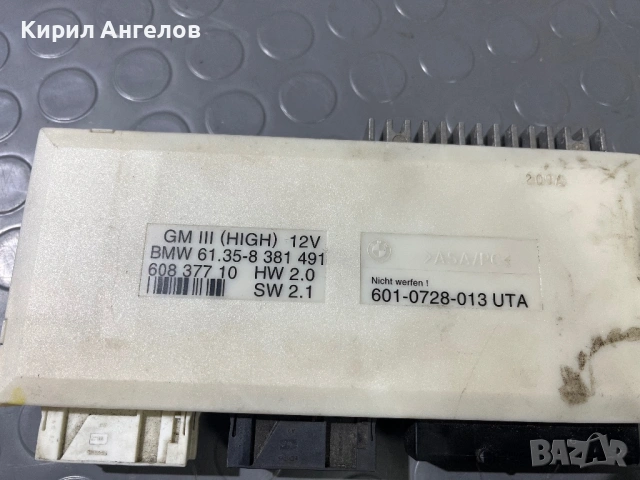 Кирил Ангелов
GM III (HIGH) 12V
BMW 61.35-8 381 491
608 377 10 HW 2.0
SW 2.1
Nicht werfen !
601-0728-013 UTA
BAZAR